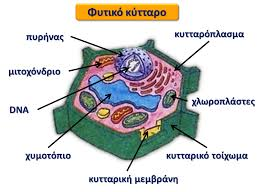 Φυτικό κύτταρο
πυρήνας
κυτταρόπλασμα
μιτοχόνδριο
DNA
χλωροπλάστες
χυμοτόπιο
κυτταρικό τοίχωμα
κυτταρική μεμβράνη